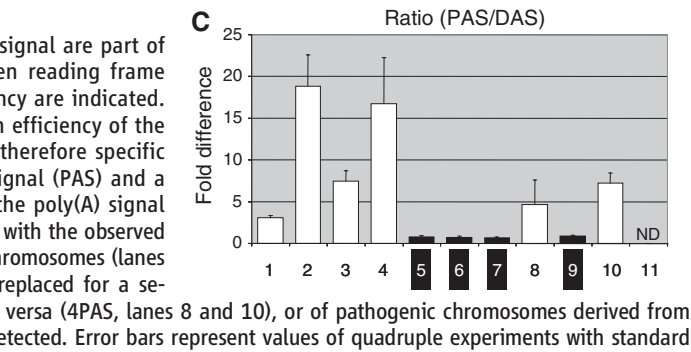 signal are part of
en reading frame
ncy are indicated.
n efficiency of the
therefore specific
ignal (PAS) and a
the poly(A) signal
with the observed
hromosomes (lanes
replaced for a se-
versa (4PAS, lanes 8 and 10), or of pathogenic chromosomes derived from
etected. Error bars represent values of quadruple experiments with standard
C
Ratio (PAS/DAS)
Fold difference
25
20
15
10
5
0
ND
1 2 3 4 5 6 7 8 9 10 11